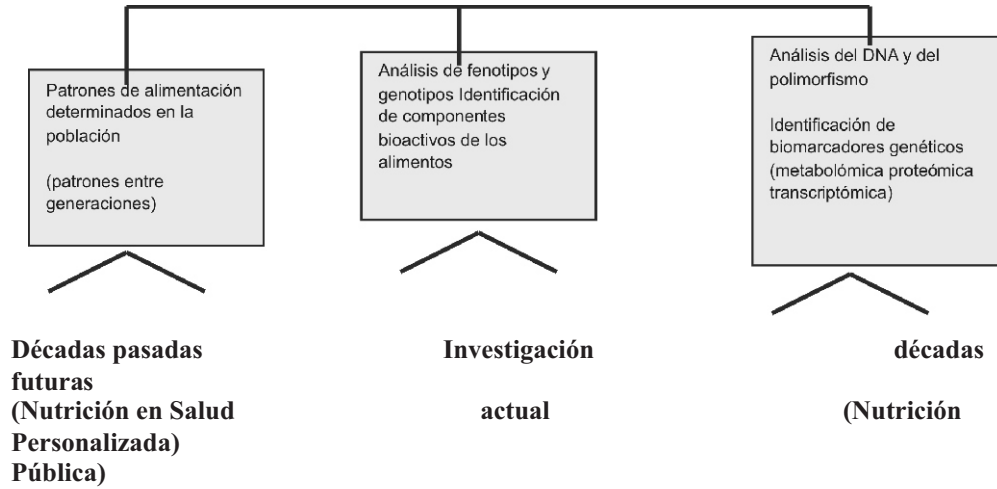 Patrones de alimentación
determinados en la
población
(patrones entre
generaciones)
Análisis de fenotipos y
genotipos Identificación
de componentes
bioactivos de los
alimentos
Análisis del DNA y del
polimorfismo
Identificación de
biomarcadores genéticos
(metabolómica proteómica
transcriptómica)
Décadas pasadas Investigación décadas
futuras
(Nutrición en Salud actual (Nutrición
Personalizada)
Pública)